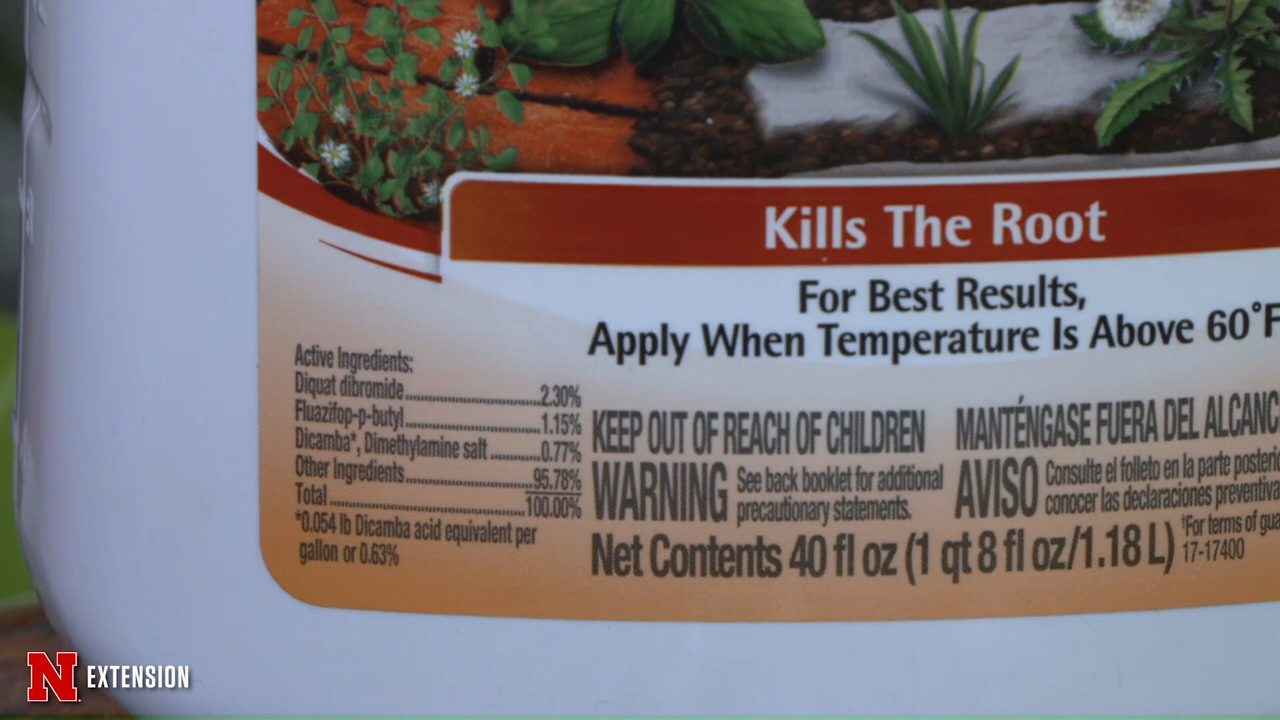 Kills The Root
For Best Results,
Apply When Temperature Is Above 60°F
Active Ingredients:
Diquat dibromide..........................2.30%
Fluazifop-p-butyl..........................1.15%
Dicamba*, Dimethylamine salt ..........0.77%
Other Ingredients..........................95.78%
Total..........................................100.00%
*0.054 lb Dicamba acid equivalent per
gallon or 0.63%
KEEP OUT OF REACH OF CHILDREN
WARNING See back booklet for additional
precautionary statements.
MANTÉNGASE FUERA DEL ALCANC
AVISO Consulte el folleto en la parte posterio
conocer las declaraciones preventiva
Net Contents 40 fl oz (1 qt 8 fl oz/1.18 L)
†For terms of gua
17-17400
N EXTENSION